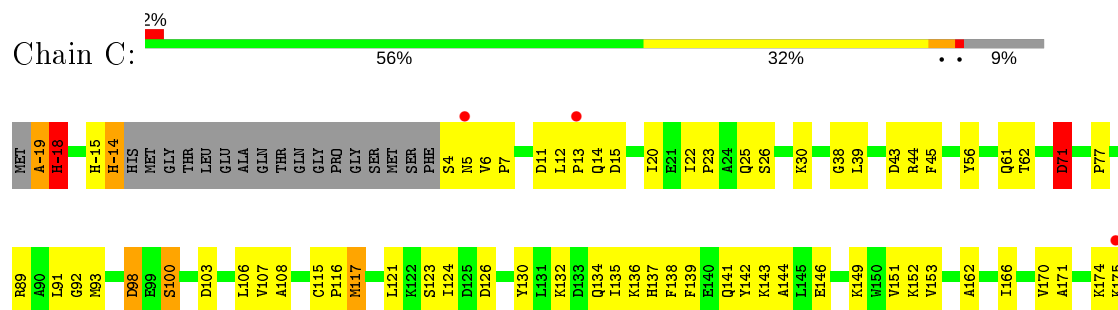 2%
Chain C:
56% 32% • • 9%
MET A-19 H-18 H-15 H-14 HIS MET GLY THR LEU GLU ALA GLN THR GLN GLY PRO GLY SER MET SER PHE S4 N5 V6 P7 D11 L12 P13 Q14 D15 I20 E21 I22 P23 A24 Q25 S26 K30 G38 L39 D43 R44 F45 Y56 Q61 T62 D71 P77
R89 A90 L91 G92 M93 D98 E99 S100 D103 L106 V107 A108 C115 P116 M117 L121 K122 S123 I124 D125 D126 Y130 L131 K132 D133 Q134 I135 K136 H137 F138 F139 E140 Q141 Y142 K143 A144 L145 E146 K149 W150 V151 K152 V153 A162 I166 V170 A171 K174 K175